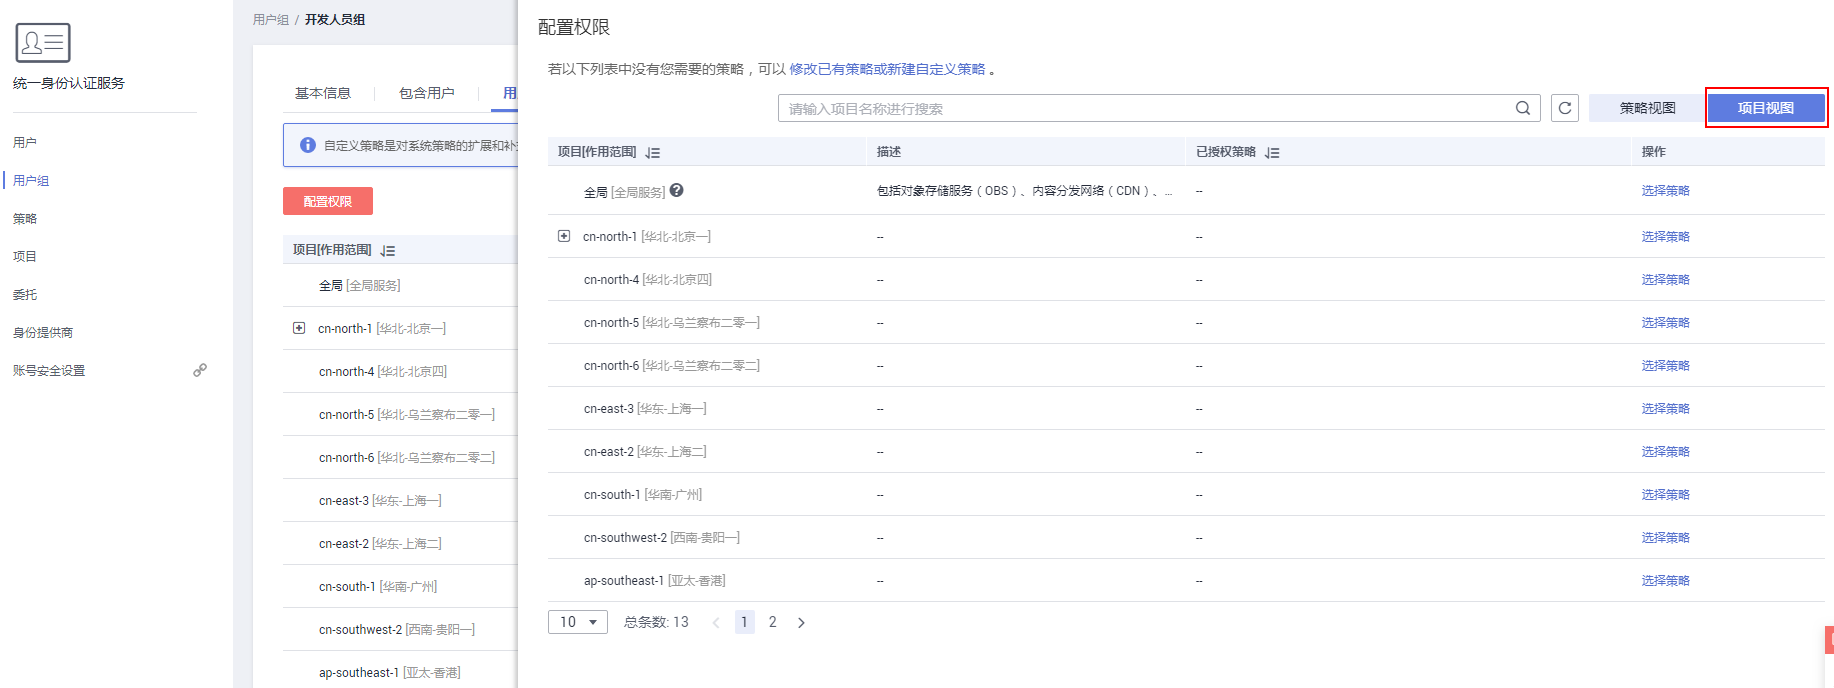 统一身份认证服务
用户
用户组
策略
项目
委托
身份提供商
账号安全设置
用户组 / 开发人员组
基本信息 包含用户 用
自定义策略是对系统策略的扩展和补
配置权限
项目[作用范围]
全局 [全局服务]
cn-north-1 [华北-北京一]
cn-north-4 [华北-北京四]
cn-north-5 [华北-乌兰察布二零一]
cn-north-6 [华北-乌兰察布二零二]
cn-east-3 [华东-上海一]
cn-east-2 [华东-上海二]
cn-south-1 [华南-广州]
cn-southwest-2 [西南-贵阳一]
ap-southeast-1 [亚太-香港]
配置权限
若以下列表中没有您需要的策略，可以 修改已有策略或新建自定义策略 。
请输入项目名称进行搜索 策略视图 项目视图
项目[作用范围] 描述 已授权策略 操作
全局 [全局服务] 包括对象存储服务（OBS）、内容分发网络（CDN）、... -- 选择策略
cn-north-1 [华北-北京一] -- -- 选择策略
cn-north-4 [华北-北京四] -- -- 选择策略
cn-north-5 [华北-乌兰察布二零一] -- -- 选择策略
cn-north-6 [华北-乌兰察布二零二] -- -- 选择策略
cn-east-3 [华东-上海一] -- -- 选择策略
cn-east-2 [华东-上海二] -- -- 选择策略
cn-south-1 [华南-广州] -- -- 选择策略
cn-southwest-2 [西南-贵阳一] -- -- 选择策略
ap-southeast-1 [亚太-香港] -- -- 选择策略
10 总条数: 13 < 1 2 >